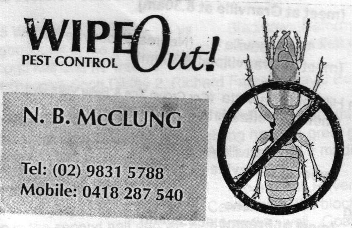 WIPE Out!
PEST CONTROL
N. B. McCLUNG
Tel: (02) 9831 5788
Mobile: 0418 287 540